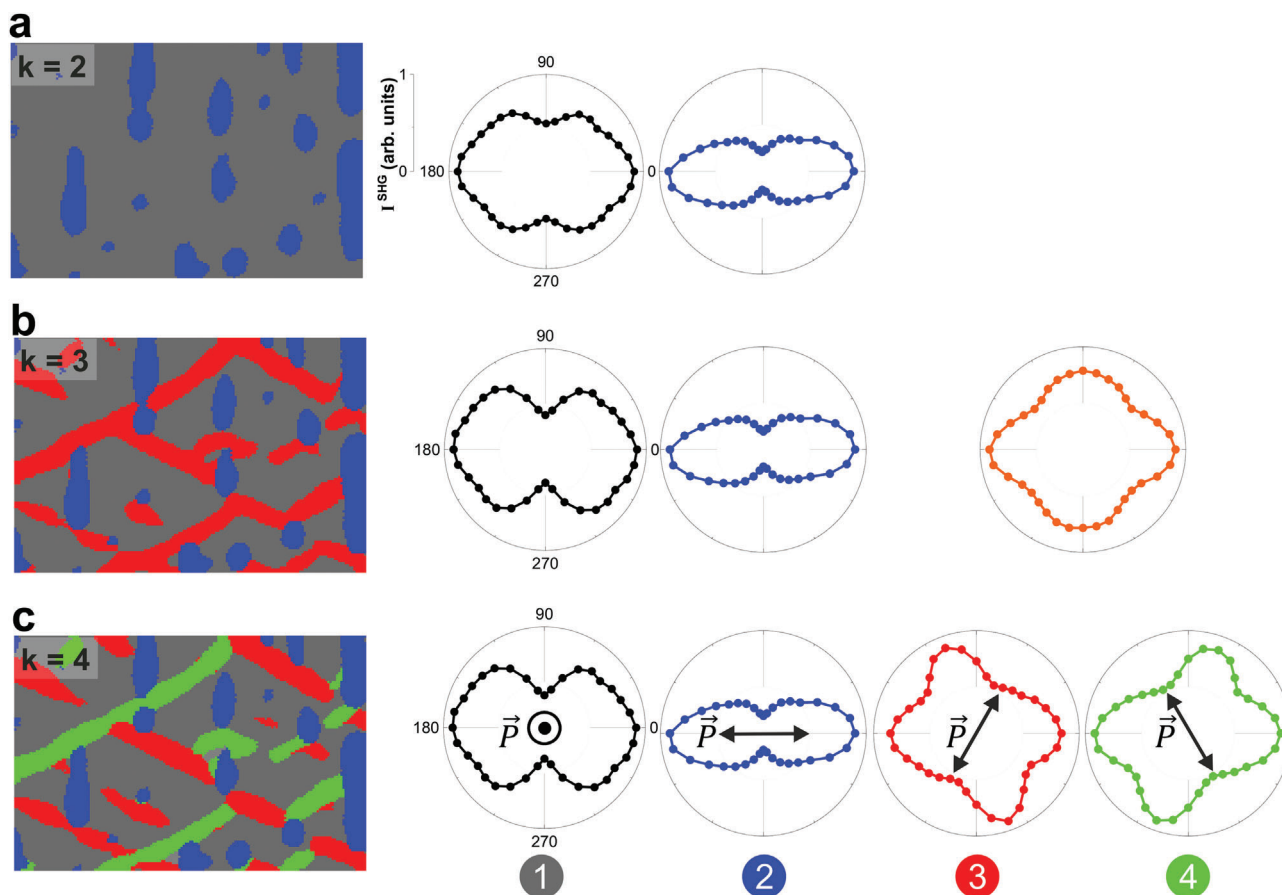 a
k = 2
I^SHG (arb. units)
1
0
90
180
0
270
b
k = 3
90
180
0
270
c
k = 4
90
180
0
270
P⃗
P⃗
P⃗
P⃗
1
2
3
4